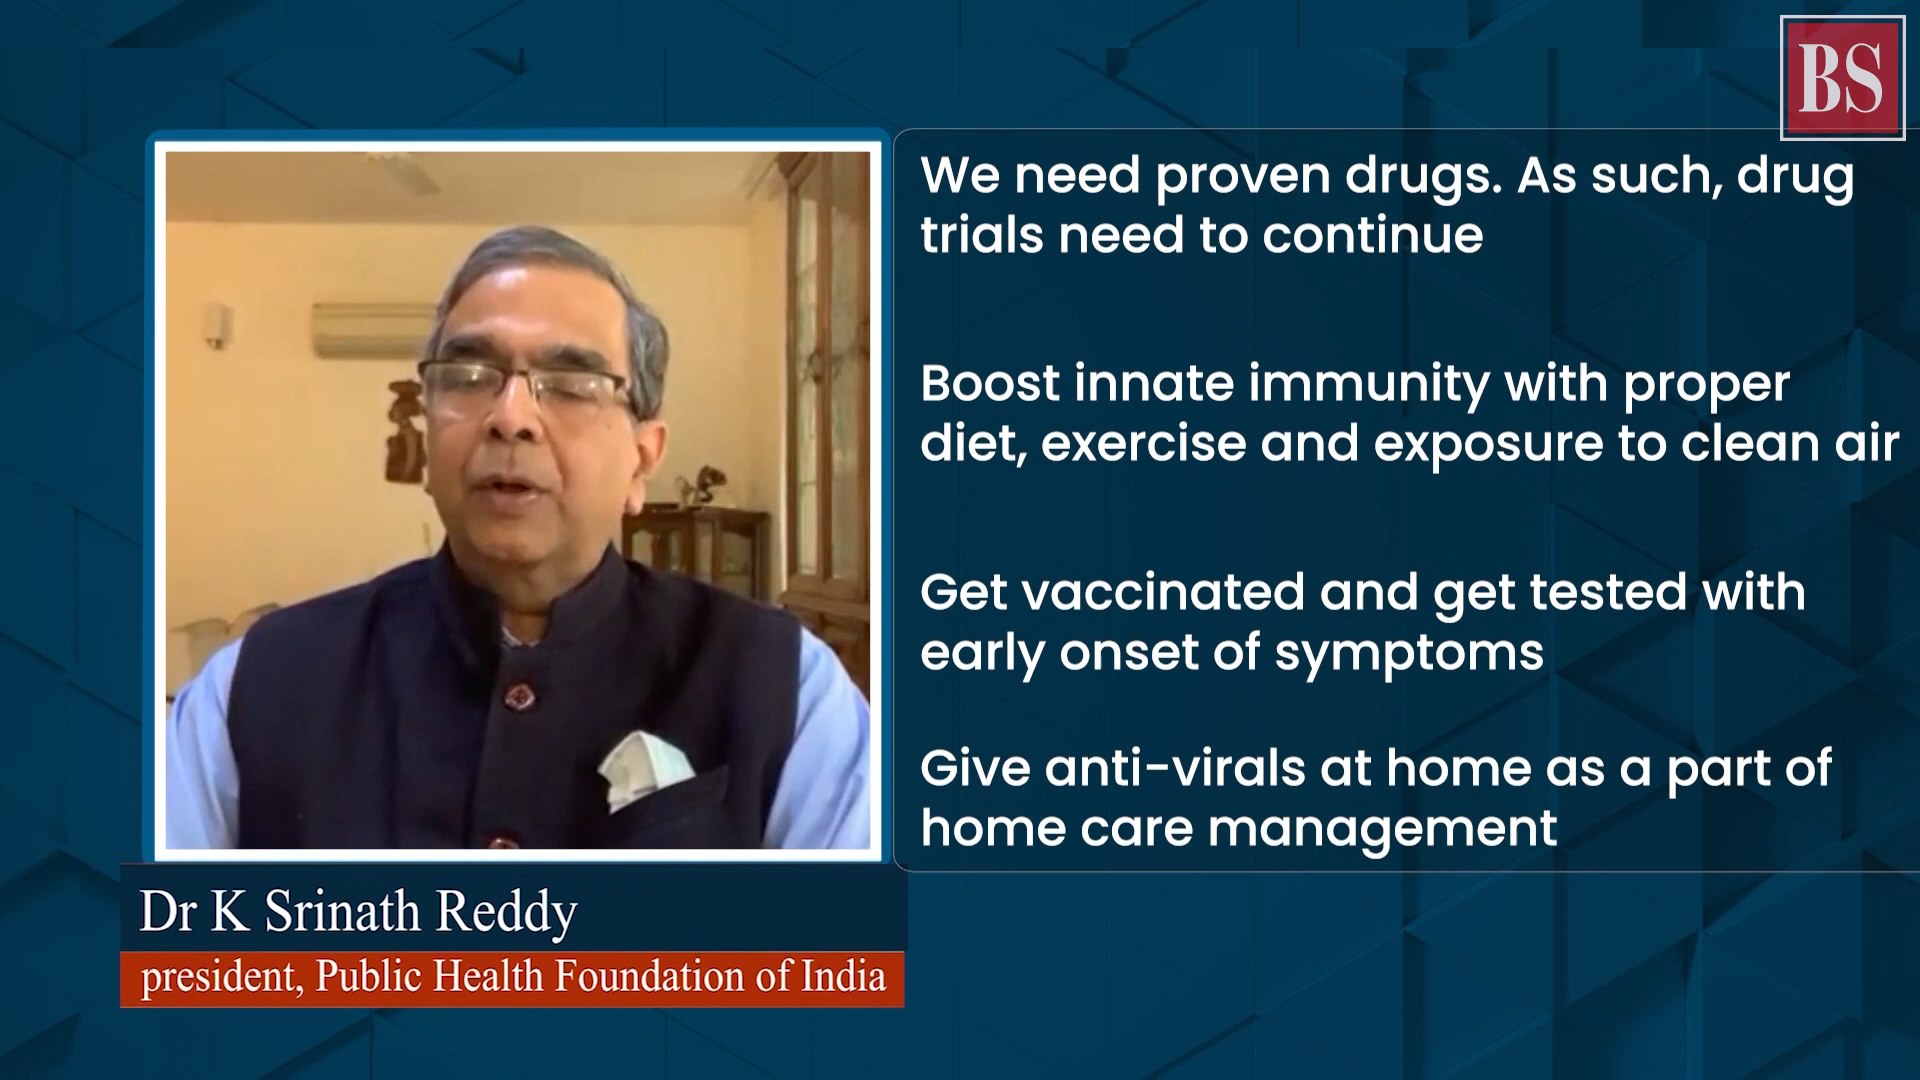 BS
We need proven drugs. As such, drug
trials need to continue
Boost innate immunity with proper
diet, exercise and exposure to clean air
Get vaccinated and get tested with
early onset of symptoms
Give anti-virals at home as a part of
home care management
Dr K Srinath Reddy
president, Public Health Foundation of India